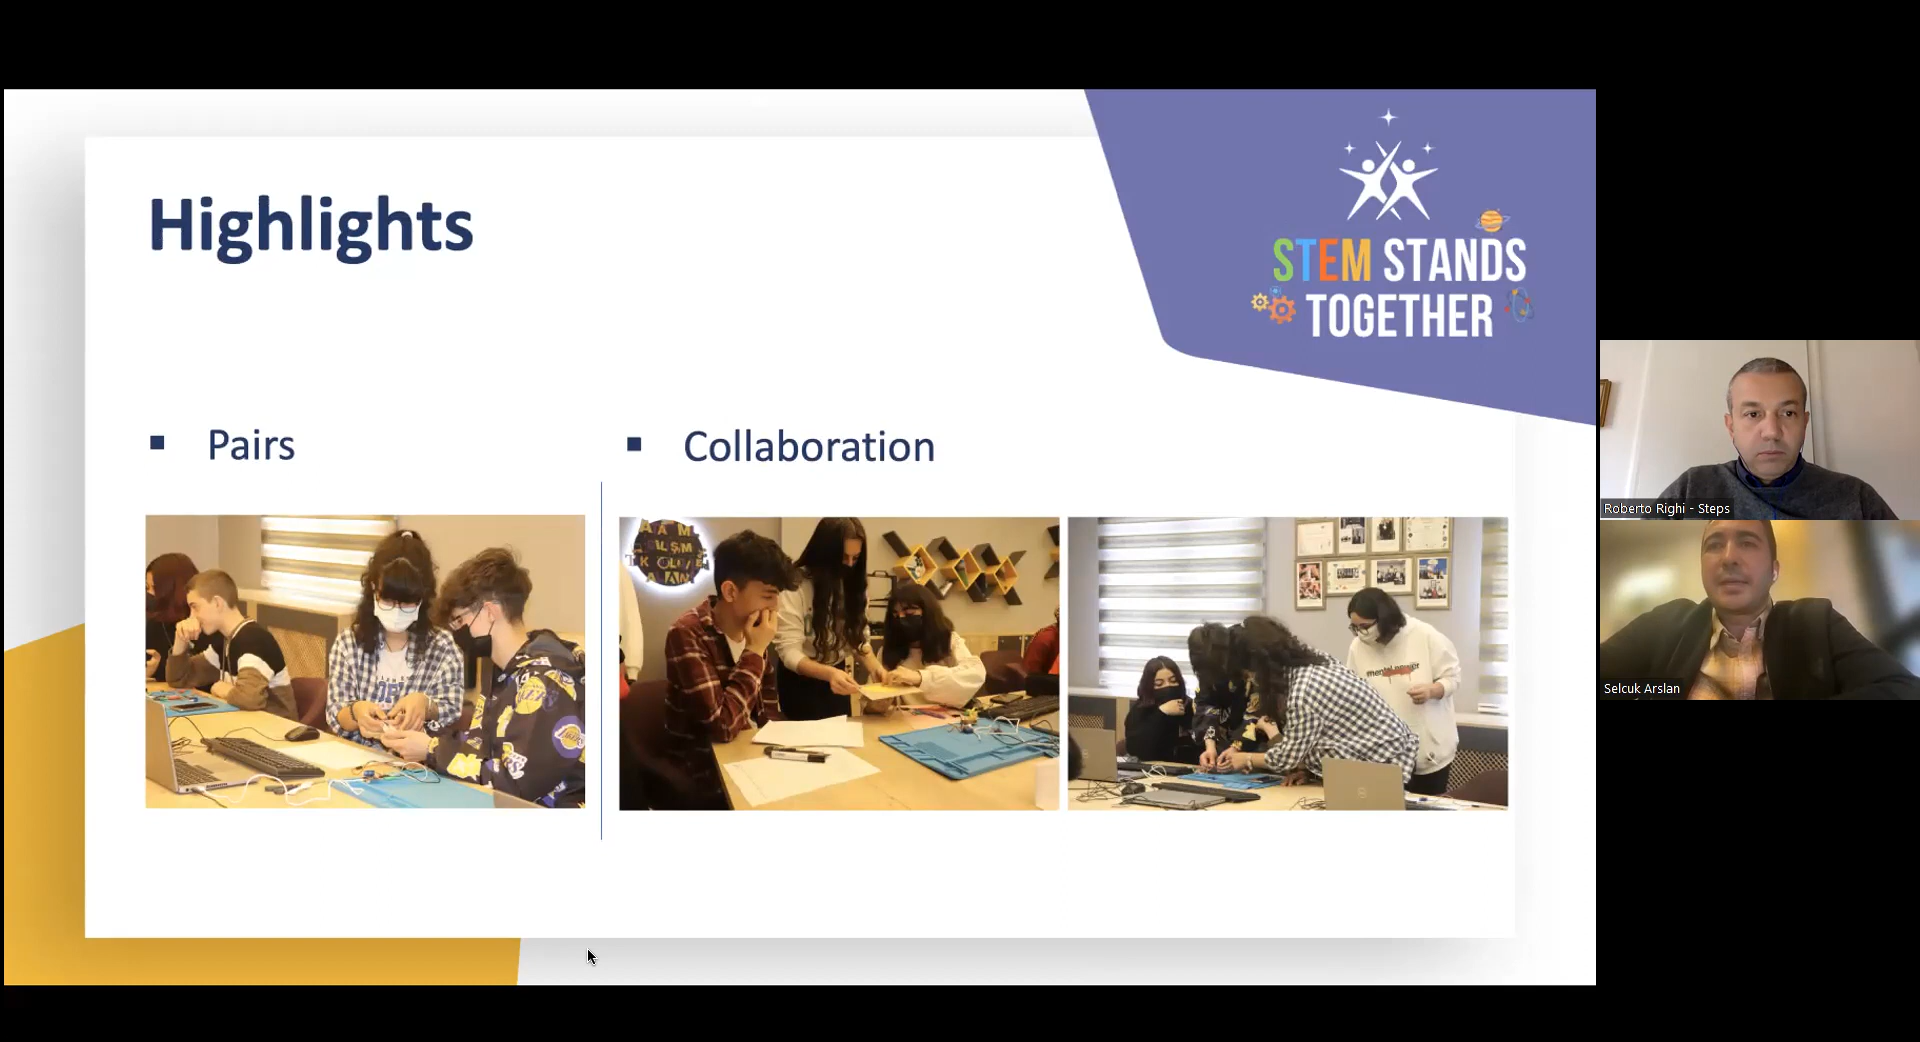 Highlights
STEM STANDS
TOGETHER
▪ Pairs
▪ Collaboration
Roberto Righi - Steps
Selcuk Arslan